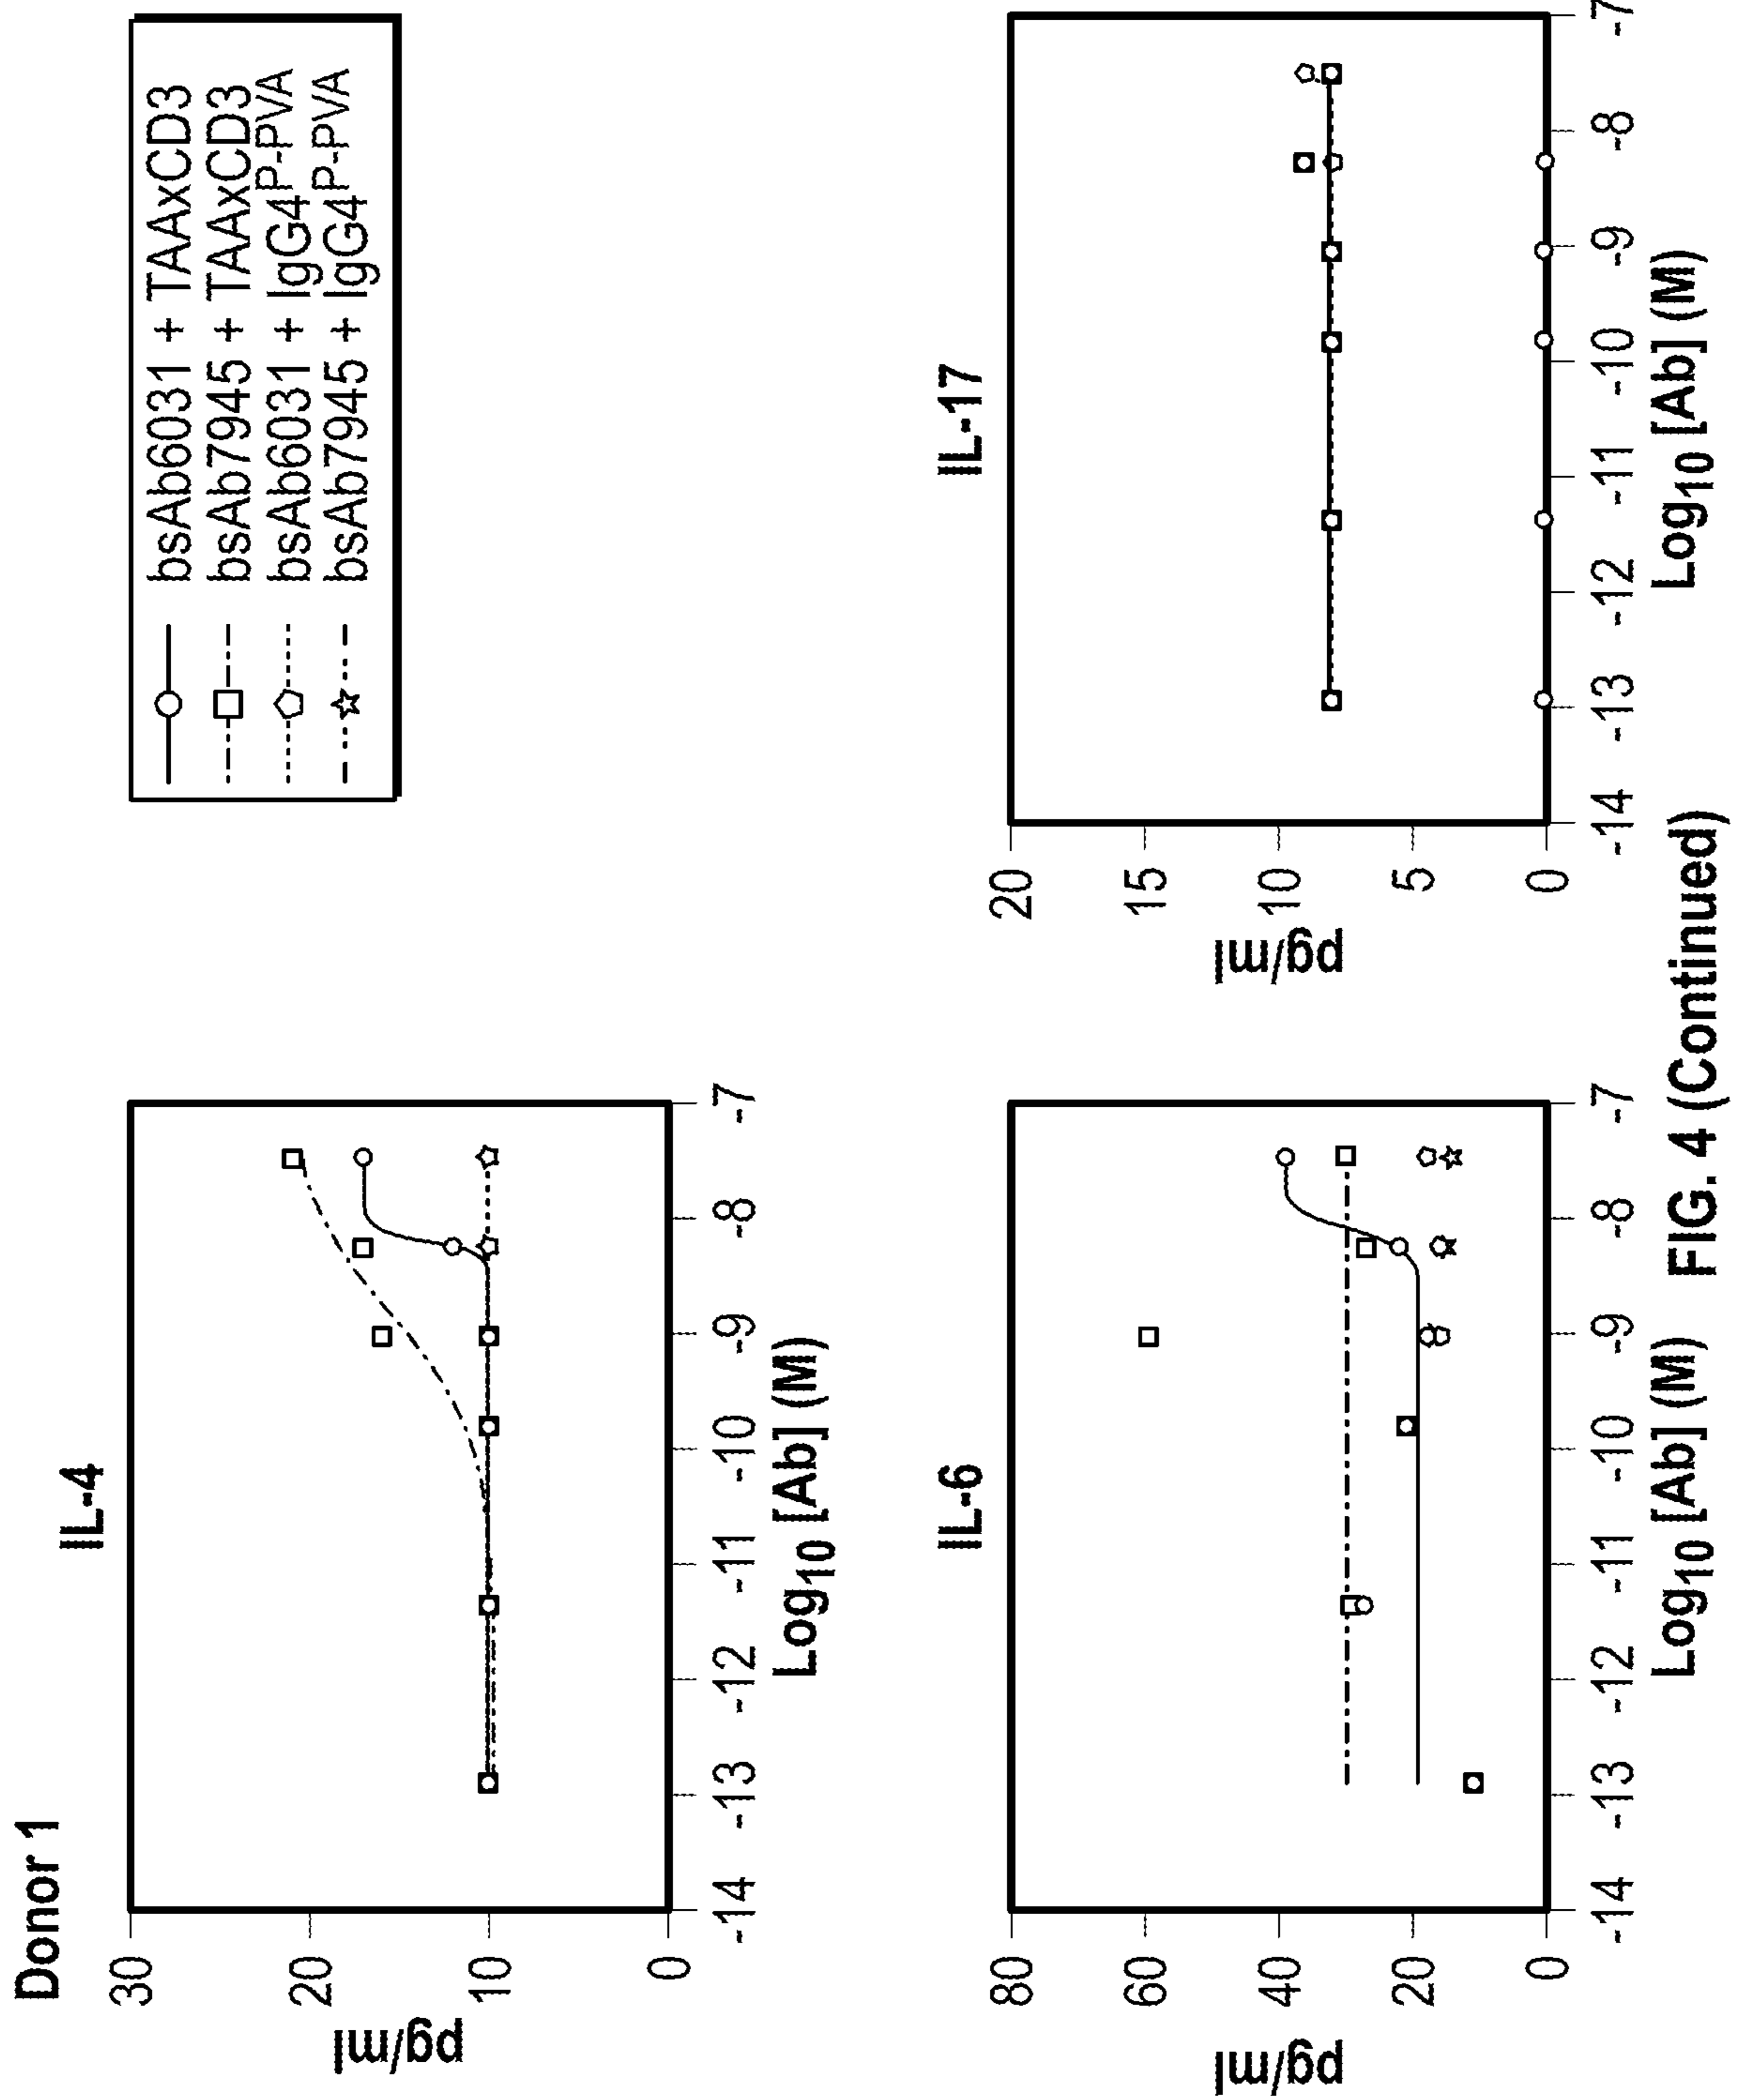 Donor 1
IL-4
pg/ml
30
20
10
0
-14 -13 -12 -11 -10 -9 -8 -7
Log10 [Ab] (M)
bsAb6031 + TAAxCD3
bsAb7945 + TAAxCD3
bsAb6031 + IgG4P-PVA
bsAb7945 + IgG4P-PVA
IL-6
pg/ml
80
60
40
20
0
-14 -13 -12 -11 -10 -9 -8 -7
Log10 [Ab] (M)
IL-17
pg/ml
20
15
10
5
0
-14 -13 -12 -11 -10 -9 -8 -7
Log10 [Ab] (M)
FIG. 4 (Continued)